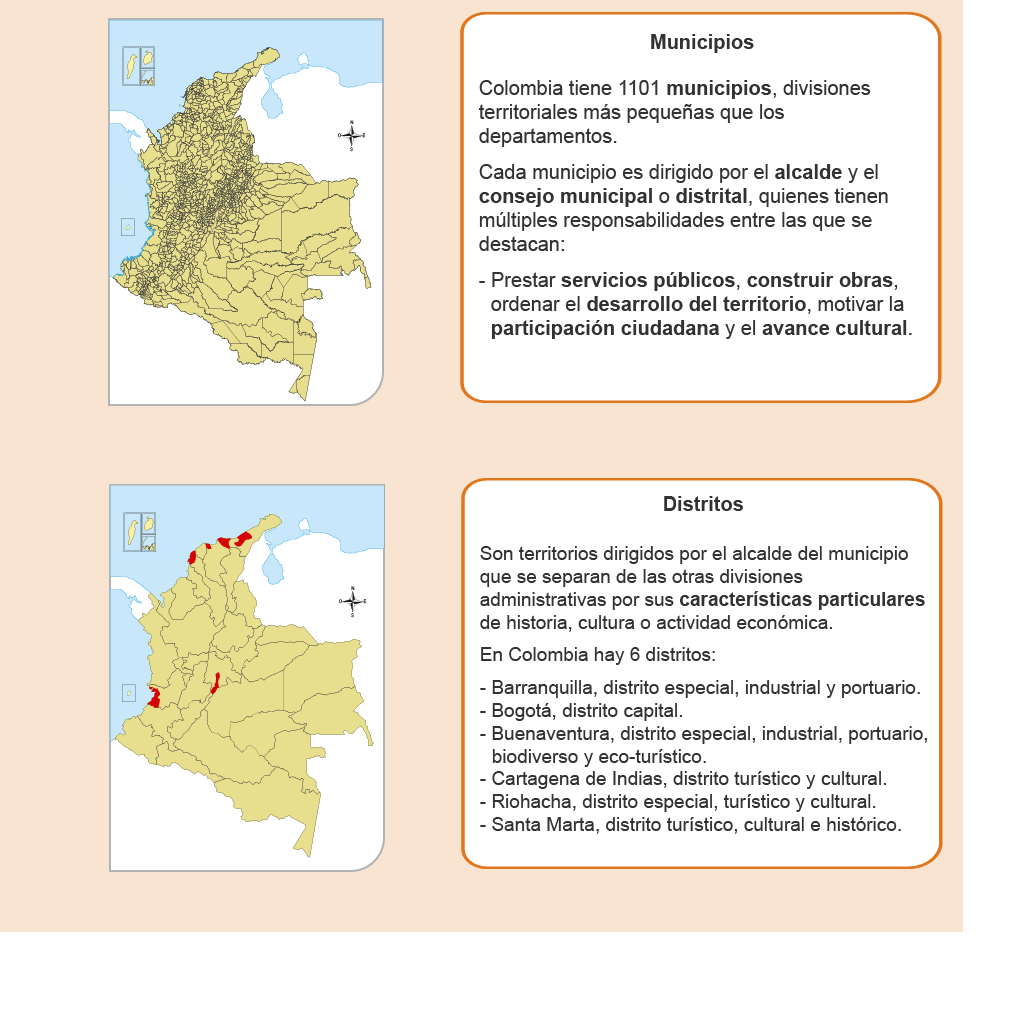 Municipios
Colombia tiene 1101 municipios, divisiones
territoriales más pequeñas que los
departamentos.
Cada municipio es dirigido por el alcalde y el
consejo municipal o distrital, quienes tienen
múltiples responsabilidades entre las que se
destacan:
- Prestar servicios públicos, construir obras,
ordenar el desarrollo del territorio, motivar la
participación ciudadana y el avance cultural.
N
O E
S
Distritos
Son territorios dirigidos por el alcalde del municipio
que se separan de las otras divisiones
administrativas por sus características particulares
de historia, cultura o actividad económica.
En Colombia hay 6 distritos:
- Barranquilla, distrito especial, industrial y portuario.
- Bogotá, distrito capital.
- Buenaventura, distrito especial, industrial, portuario,
biodiverso y eco-turístico.
- Cartagena de Indias, distrito turístico y cultural.
- Riohacha, distrito especial, turístico y cultural.
- Santa Marta, distrito turístico, cultural e histórico.
N
O E
S